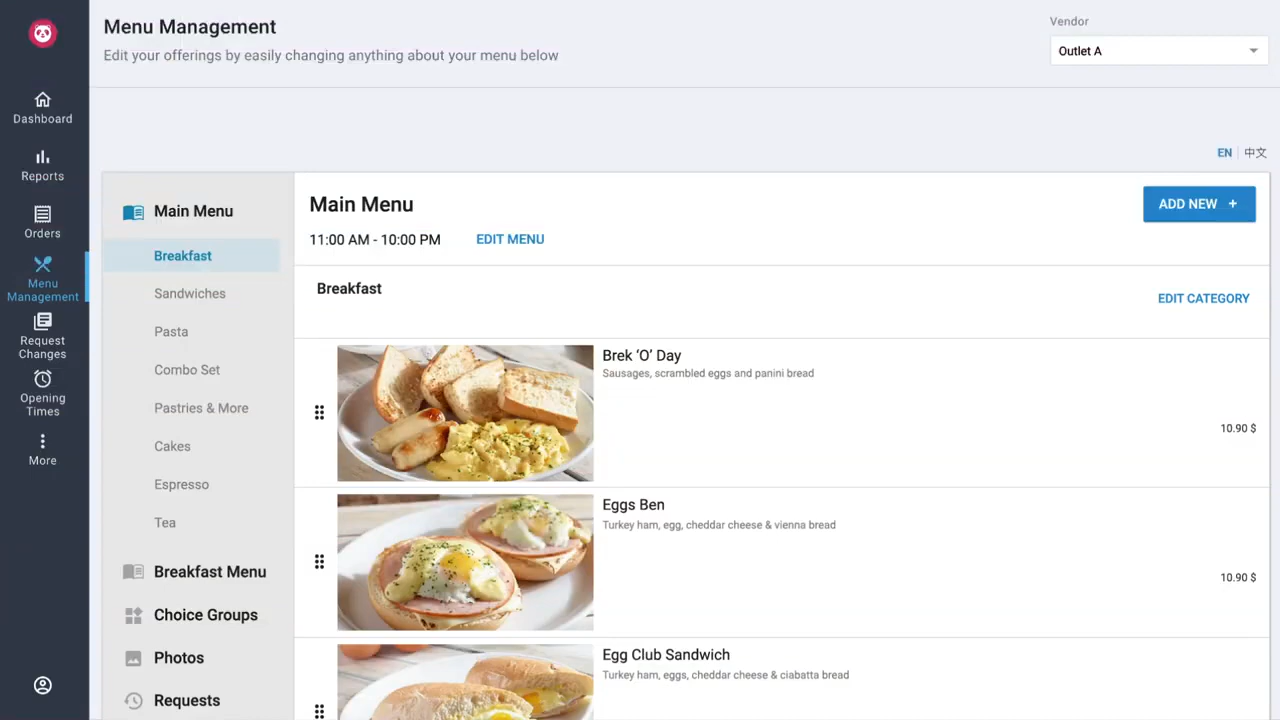 Menu Management
Edit your offerings by easily changing anything about your menu below
Vendor
Outlet A
Dashboard
Reports
Orders
Menu
Management
Request
Changes
Opening
Times
More
EN
中文
Main Menu
Breakfast
Sandwiches
Pasta
Combo Set
Pastries & More
Cakes
Espresso
Tea
Breakfast Menu
Choice Groups
Photos
Requests
Main Menu
ADD NEW +
11:00 AM - 10:00 PM
EDIT MENU
Breakfast
EDIT CATEGORY
Brek ‘O’ Day
Sausages, scrambled eggs and panini bread
10.90 $
Eggs Ben
Turkey ham, egg, cheddar cheese & vienna bread
10.90 $
Egg Club Sandwich
Turkey ham, eggs, cheddar cheese & ciabatta bread